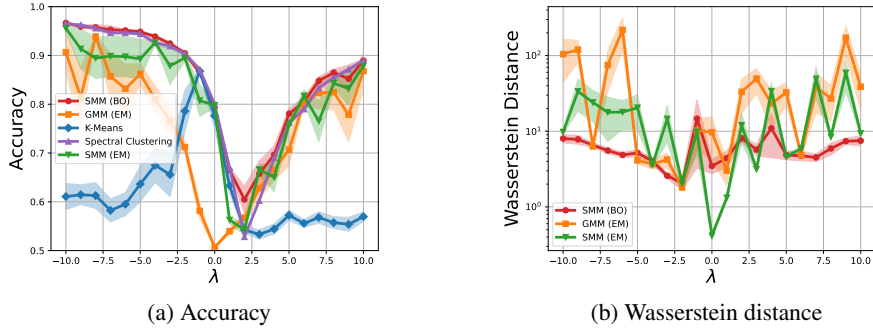 1.0
0.9
0.8
0.7
0.6
0.5
Accuracy
SMM (BO)
GMM (EM)
K-Means
Spectral Clustering
SMM (EM)
−10.0 −7.5 −5.0 −2.5 0.0 2.5 5.0 7.5 10.0
λ
(a) Accuracy
10²
10¹
10⁰
Wasserstein Distance
SMM (BO)
GMM (EM)
SMM (EM)
−10.0 −7.5 −5.0 −2.5 0.0 2.5 5.0 7.5 10.0
λ
(b) Wasserstein distance